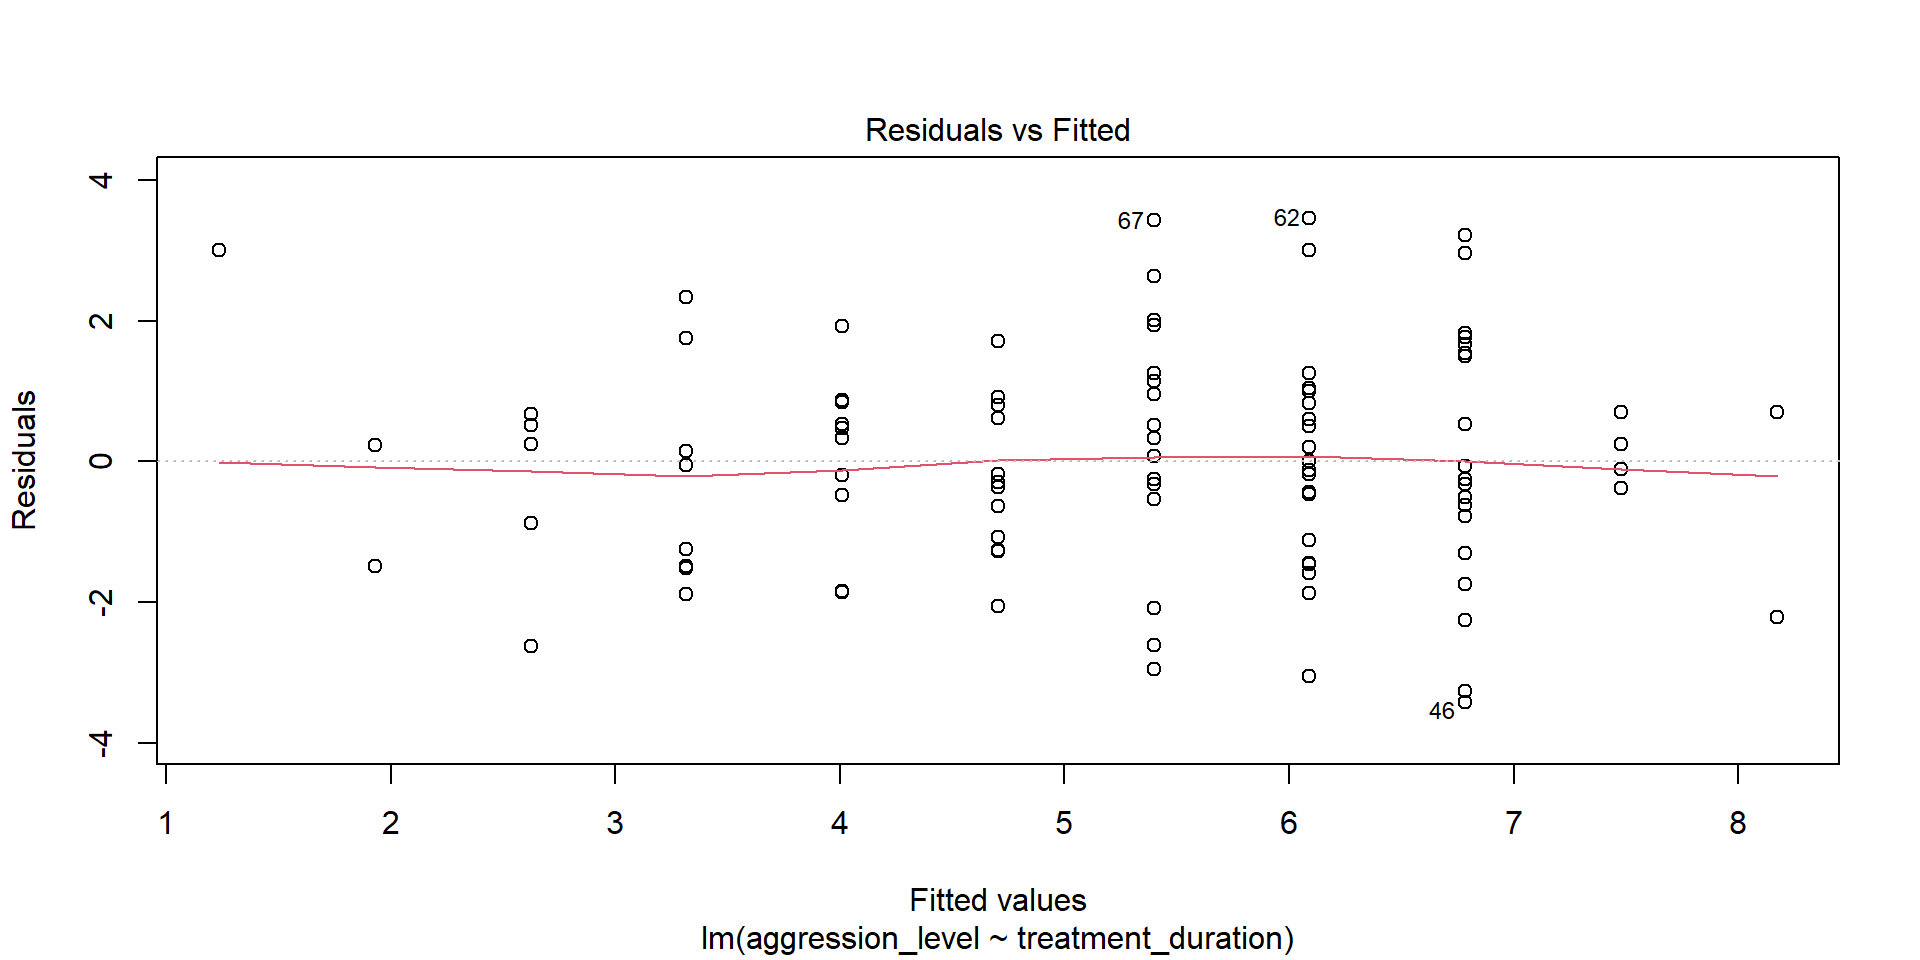 Residuals vs Fitted
4
2
0
-2
-4
Residuals
67
62
46
1 2 3 4 5 6 7 8
Fitted values
lm(aggression_level ~ treatment_duration)